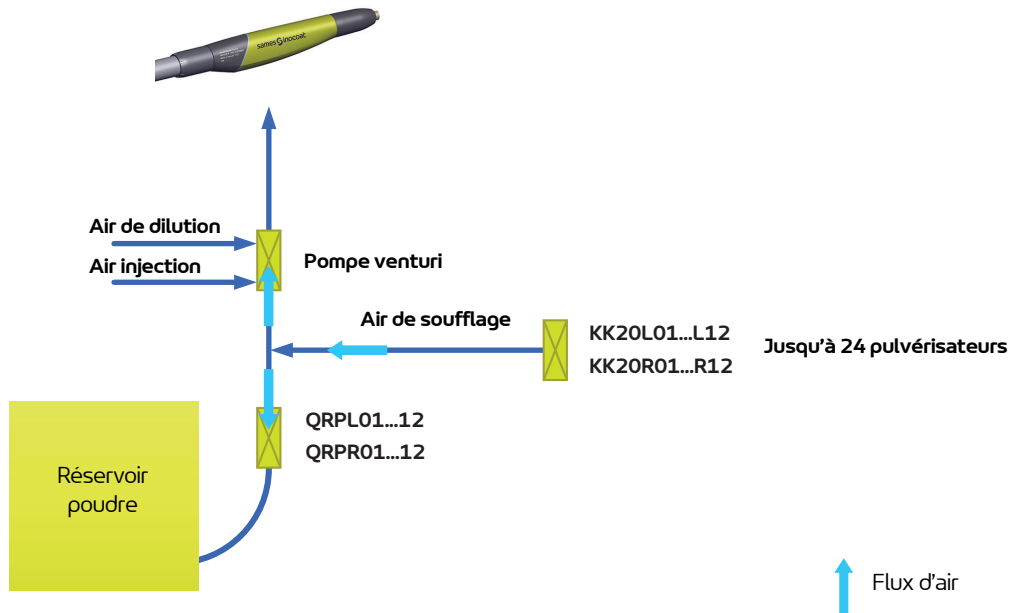 sames inocoat
Air de dilution
Air injection
Pompe venturi
Air de soufflage
KK20L01...L12
KK20R01...R12
Jusqu'à 24 pulvérisateurs
QRPL01...12
QRPR01...12
Réservoir
poudre
Flux d'air